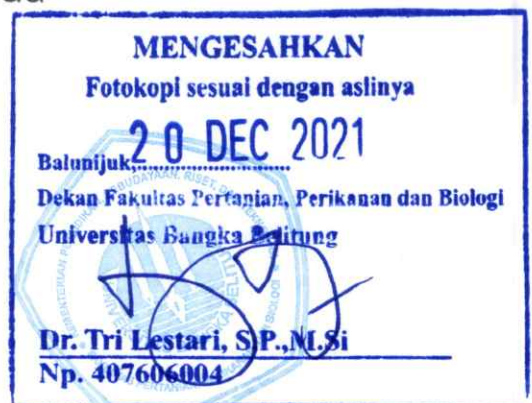 MENGESAHKAN
Fotokopi sesuai dengan aslinya
Balunijuk, 20 DEC 2021
Dekan Fakultas Pertanian, Perikanan dan Biologi
Universitas Bangka Belitung
Dr. Tri Lestari, S.P.,M.Si
Np. 407606004